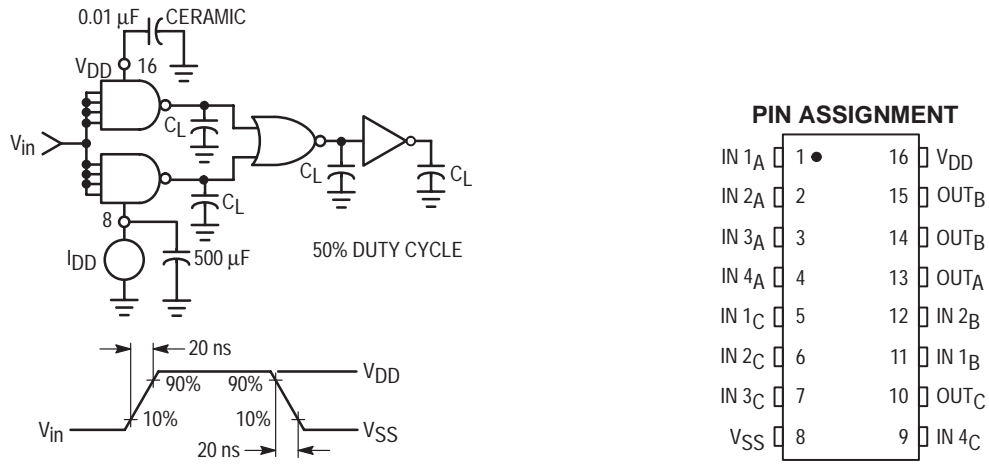 0.01 µF CERAMIC
VDD 16
Vin
CL
CL
CL
CL
8
IDD
500 µF
50% DUTY CYCLE
20 ns
90% 90% VDD
10% 10%
Vin VSS
20 ns
PIN ASSIGNMENT
IN 1A 1 16 VDD
IN 2A 2 15 OUTB
IN 3A 3 14 OUTB
IN 4A 4 13 OUTA
IN 1C 5 12 IN 2B
IN 2C 6 11 IN 1B
IN 3C 7 10 OUTC
VSS 8 9 IN 4C